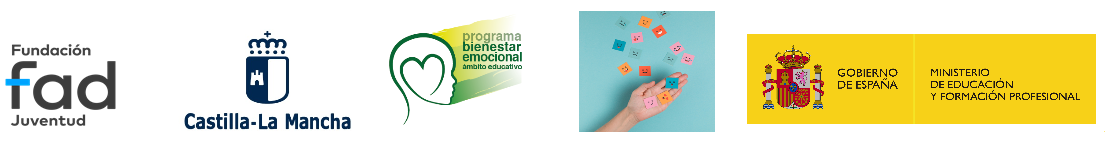 Fundación
fad
Juventud
Castilla-La Mancha
programa
bienestar
emocional
ámbito educativo
GOBIERNO
DE ESPAÑA
MINISTERIO
DE EDUCACIÓN
Y FORMACIÓN PROFESIONAL